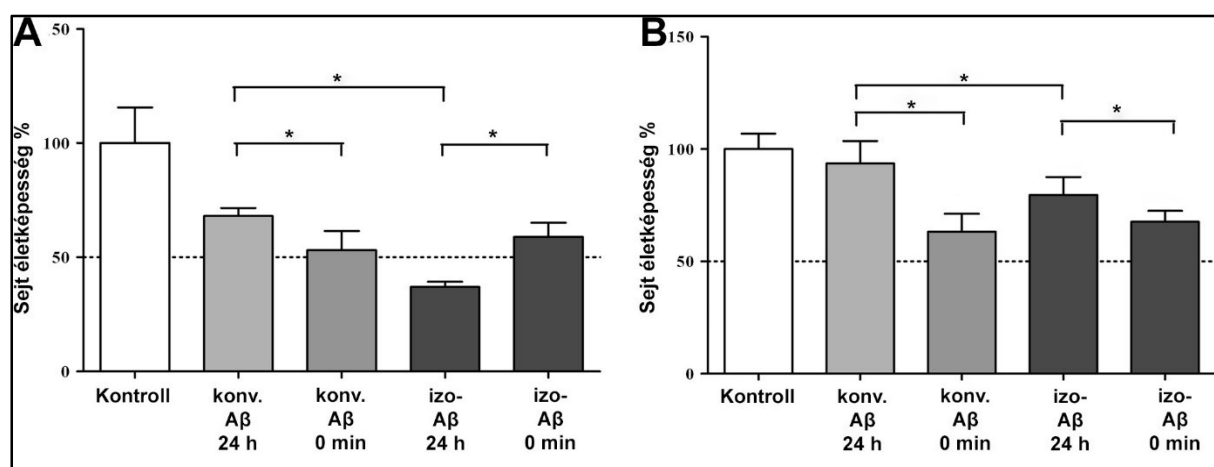 A
50
100
50
0
Sejt életképesség %
*
*
*
Kontroll
konv.
Aβ
24 h
konv.
Aβ
0 min
izo-
Aβ
24 h
izo-
Aβ
0 min
B
150
100
50
0
Sejt életképesség %
*
*
*
Kontroll
konv.
Aβ
24 h
konv.
Aβ
0 min
izo-
Aβ
24 h
izo-
Aβ
0 min